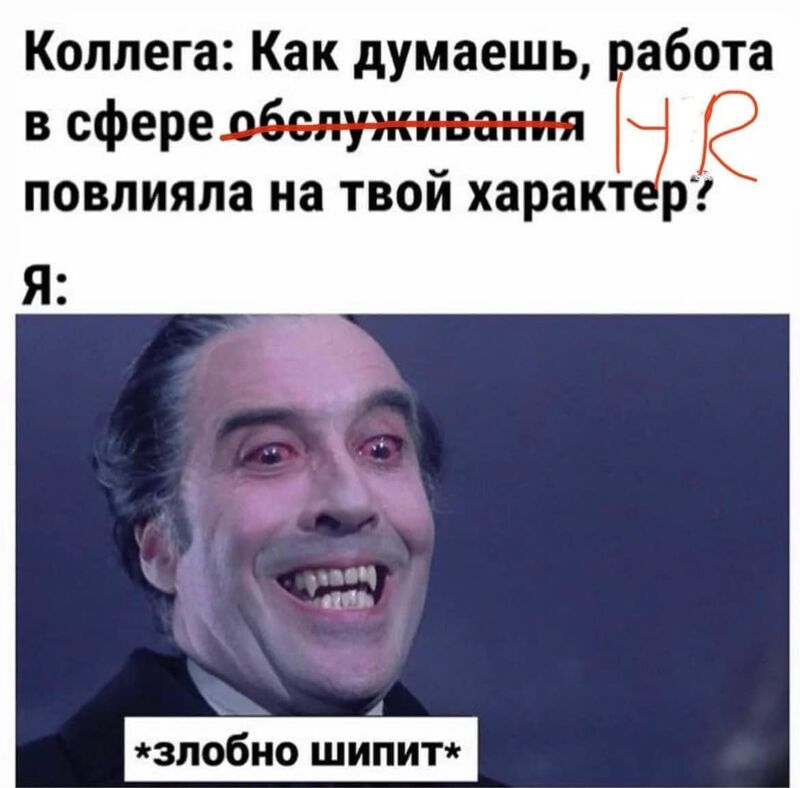 Коллега: Как думаешь, работа
в сфере обслуживания HR
повлияла на твой характер?
Я:
*злобно шипит*